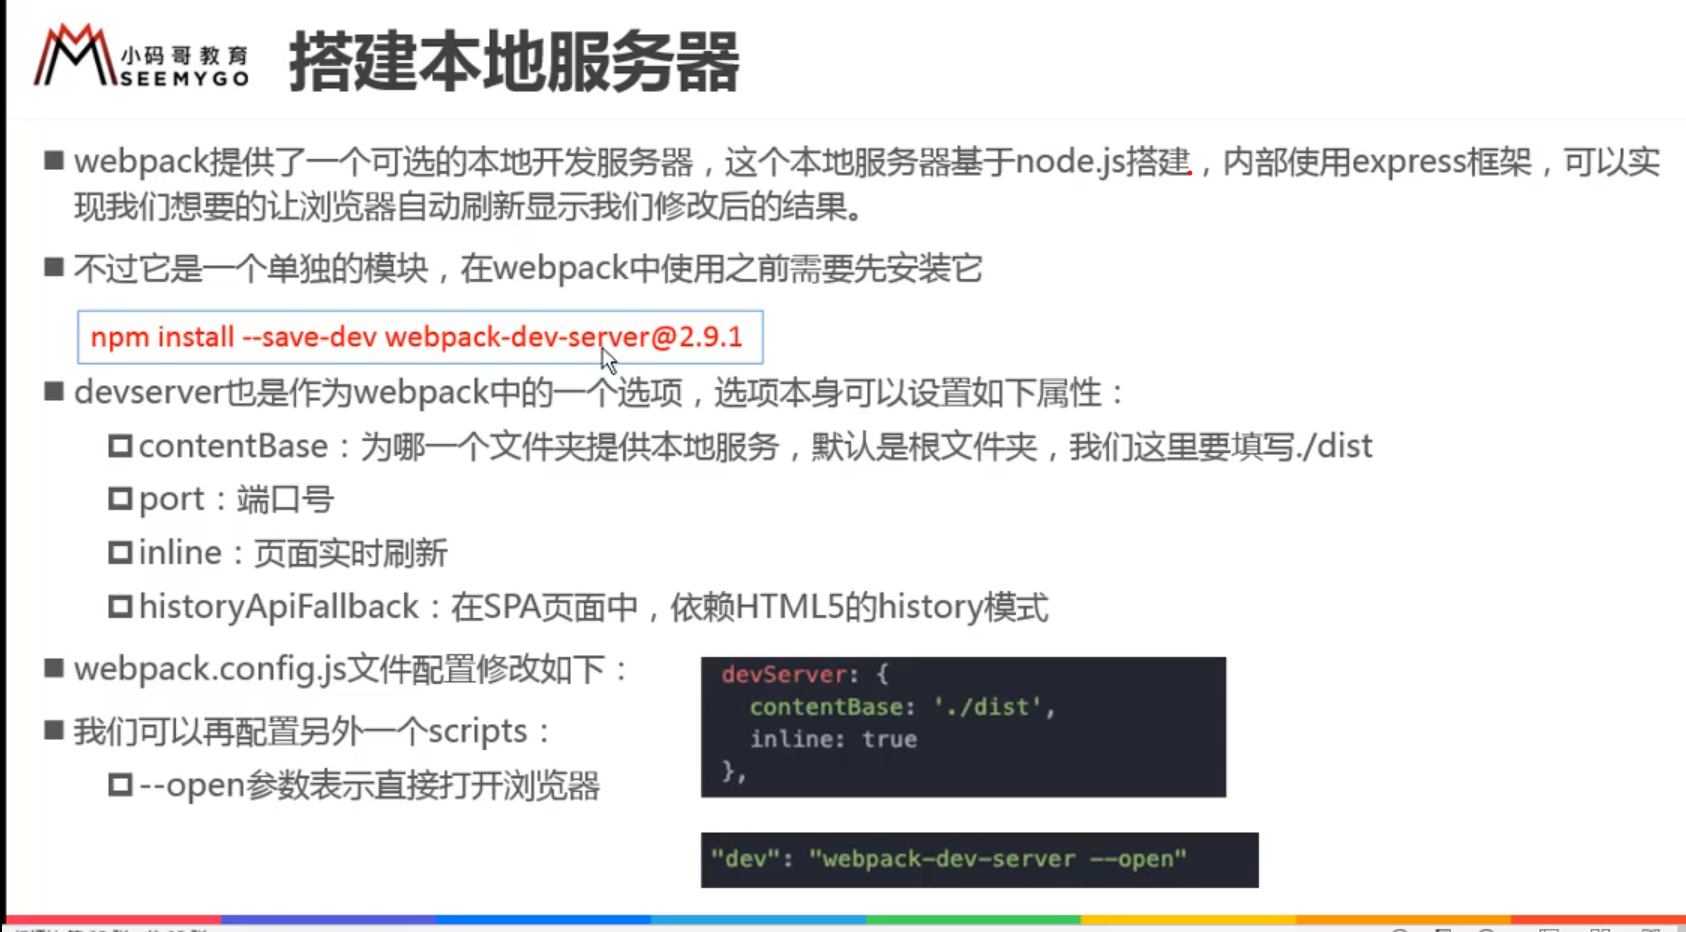 小码哥教育
SEEMYGO
搭建本地服务器
webpack提供了一个可选的本地开发服务器，这个本地服务器基于node.js搭建，内部使用express框架，可以实
现我们想要的让浏览器自动刷新显示我们修改后的结果。
不过它是一个单独的模块，在webpack中使用之前需要先安装它
npm install --save-dev webpack-dev-server@2.9.1
devserver也是作为webpack中的一个选项，选项本身可以设置如下属性：
contentBase：为哪一个文件夹提供本地服务，默认是根文件夹，我们这里要填写./dist
port：端口号
inline：页面实时刷新
historyApiFallback：在SPA页面中，依赖HTML5的history模式
webpack.config.js文件配置修改如下：
我们可以再配置另外一个scripts：
--open参数表示直接打开浏览器
devServer: {
contentBase: './dist',
inline: true
},
"dev": "webpack-dev-server --open"